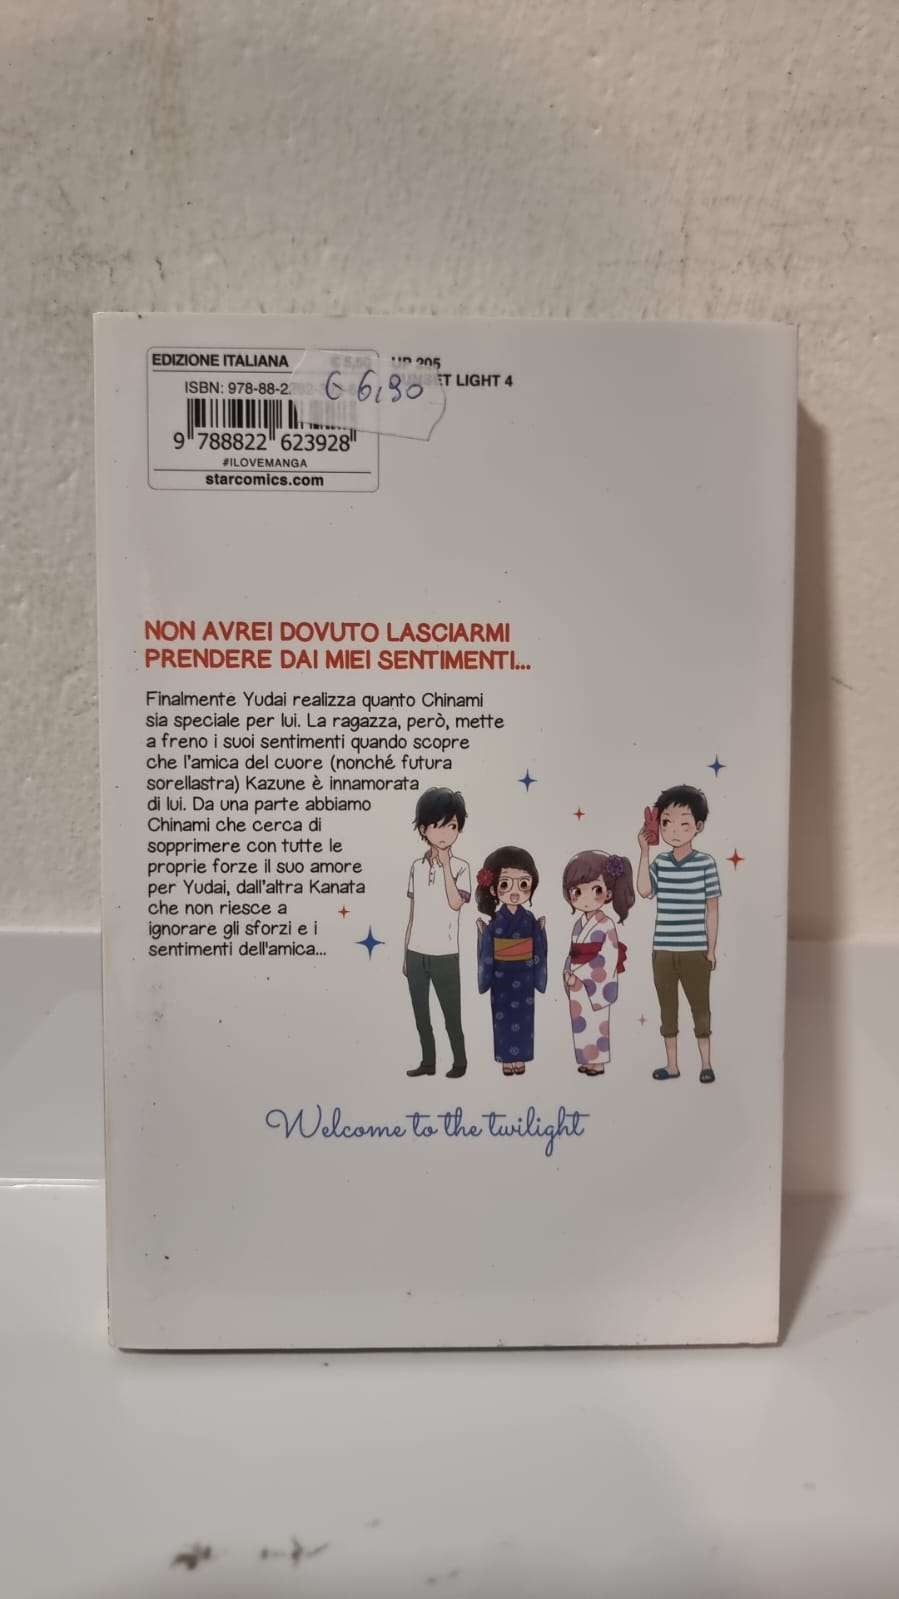 EDIZIONE ITALIANA € 5,50
UP 205
SUNSET LIGHT 4
ISBN: 978-88-2
€ 6,90
9 788822 623928
#ILOVEMANGA
starcomics.com
NON AVREI DOVUTO LASCIARMI
PRENDERE DAI MIEI SENTIMENTI...
Finalmente Yudai realizza quanto Chinami
sia speciale per lui. La ragazza, però, mette
a freno i suoi sentimenti quando scopre
che l'amica del cuore (nonché futura
sorellastra) Kazune è innamorata
di lui. Da una parte abbiamo
Chinami che cerca di
sopprimere con tutte le
proprie forze il suo amore
per Yudai, dall'altra Kanata
che non riesce a
ignorare gli sforzi e i
sentimenti dell'amica...
Welcome to the twilight